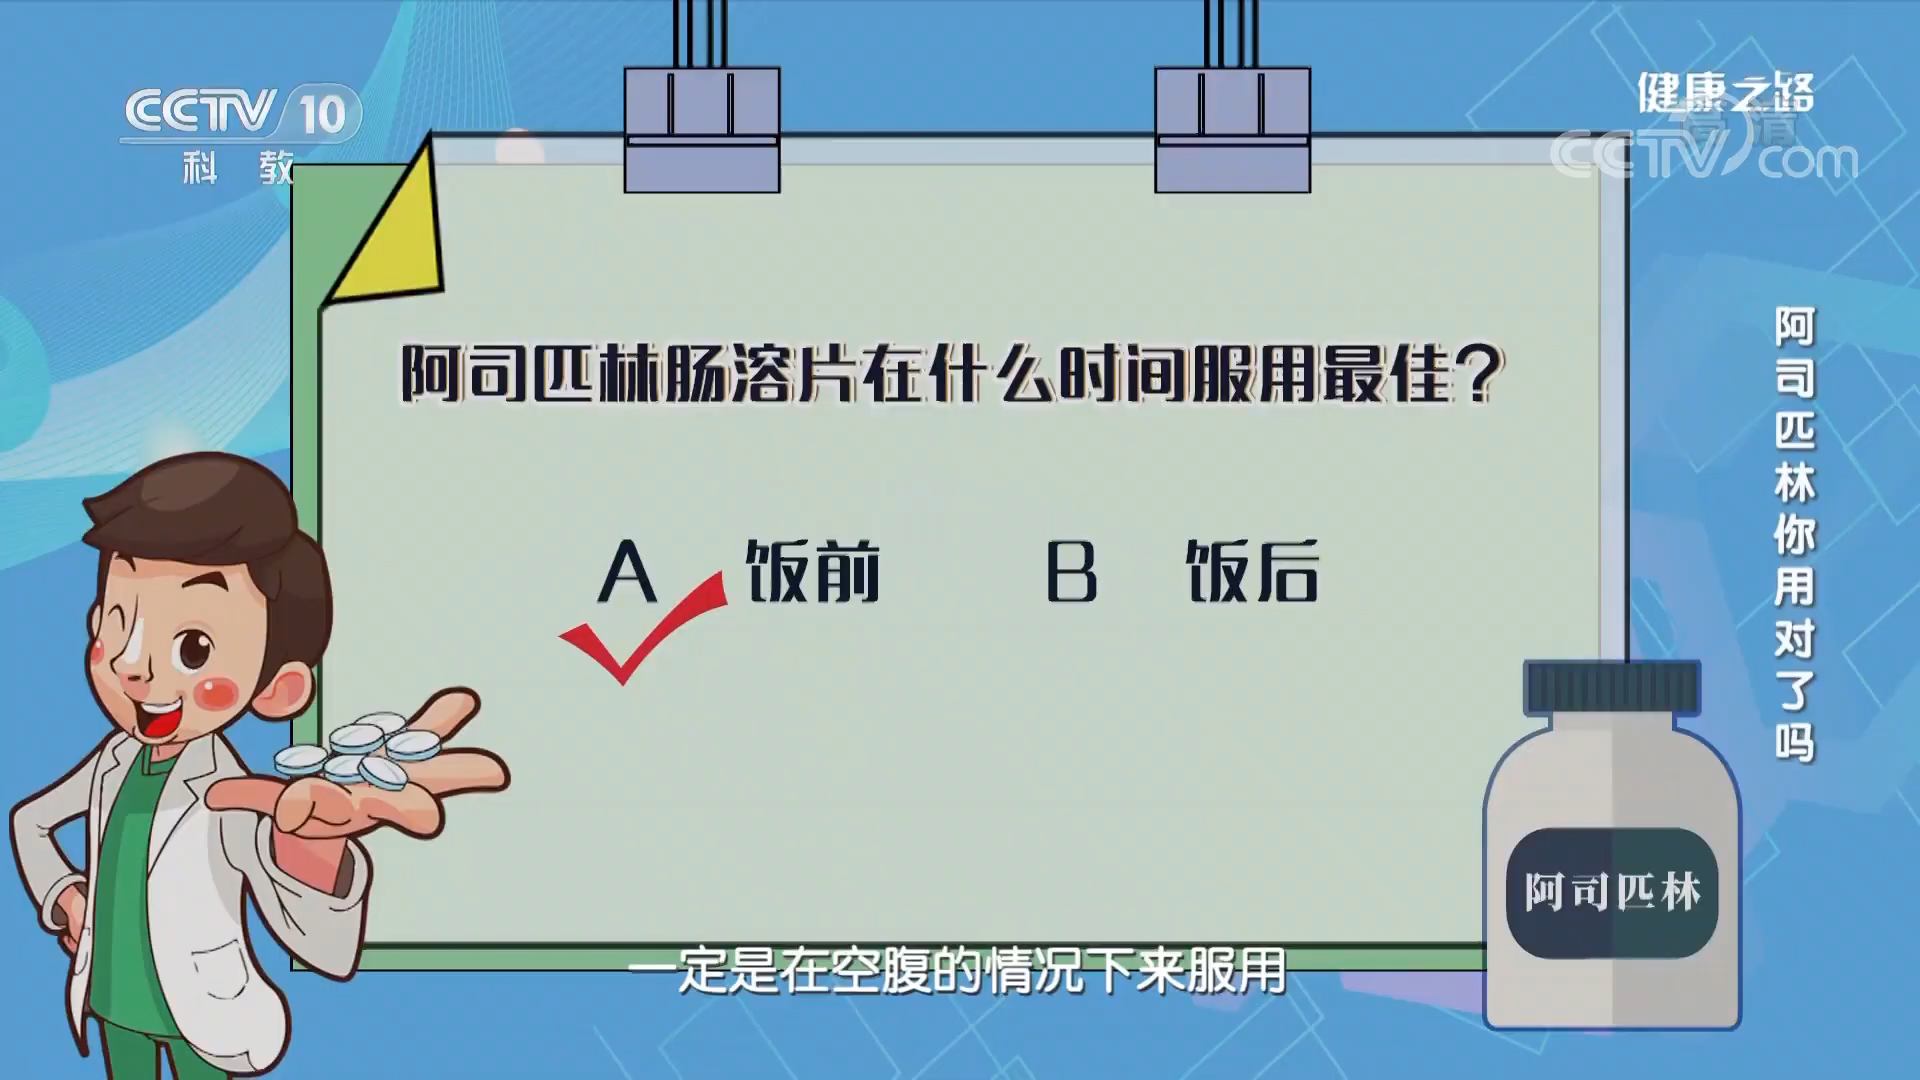 CCTV 10
科 教
健康之路
高清
CCTV.com
阿司匹林肠溶片在什么时间服用最佳?
A 饭前 B 饭后
阿司匹林你用对了吗
阿司匹林
一定是在空腹的情况下来服用